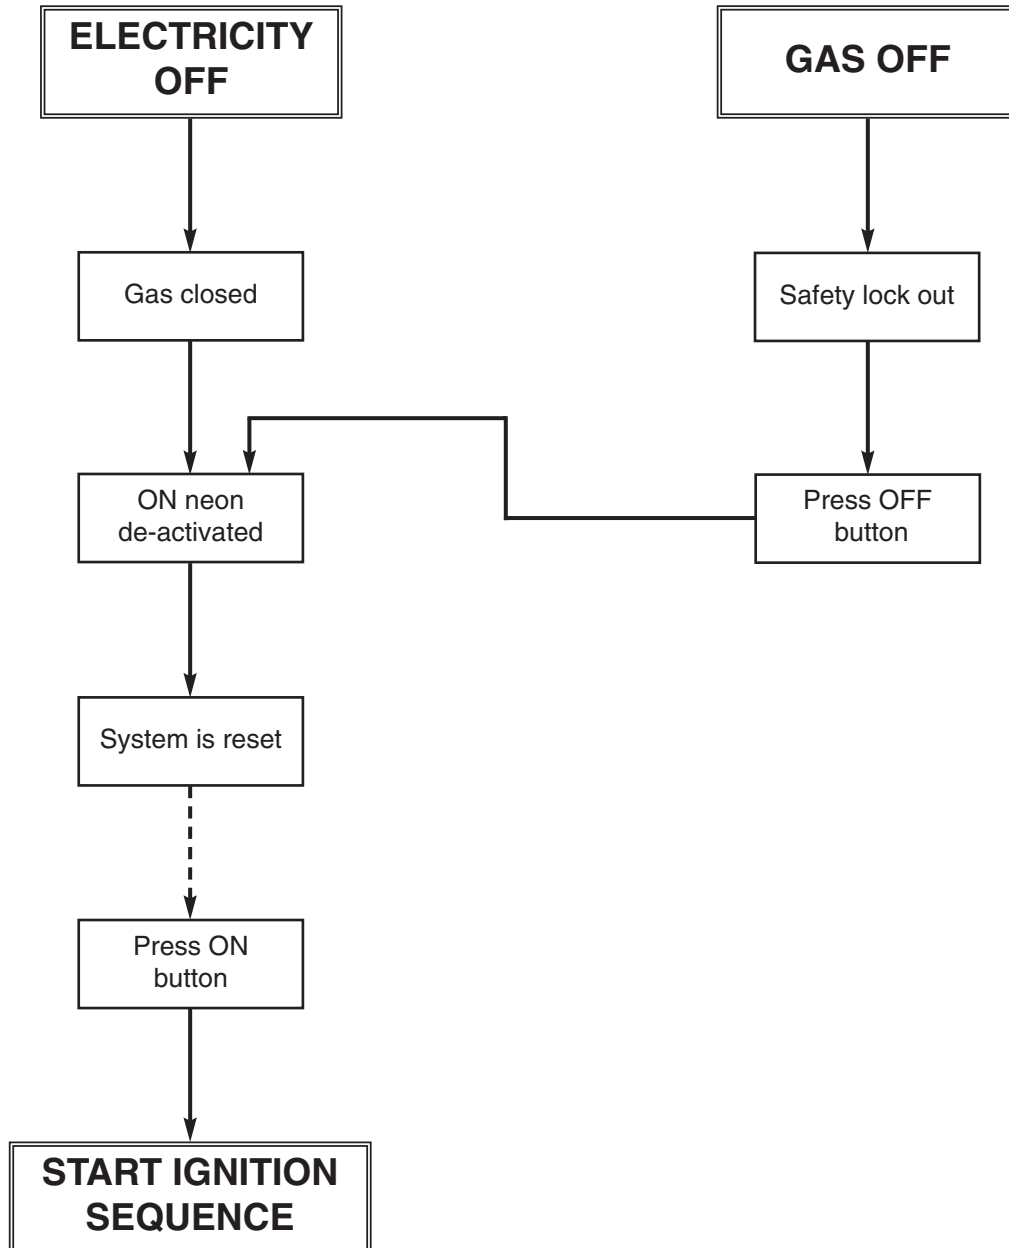 ELECTRICITY
OFF
GAS OFF
Gas closed
Safety lock out
ON neon
de-activated
Press OFF
button
System is reset
Press ON
button
START IGNITION
SEQUENCE